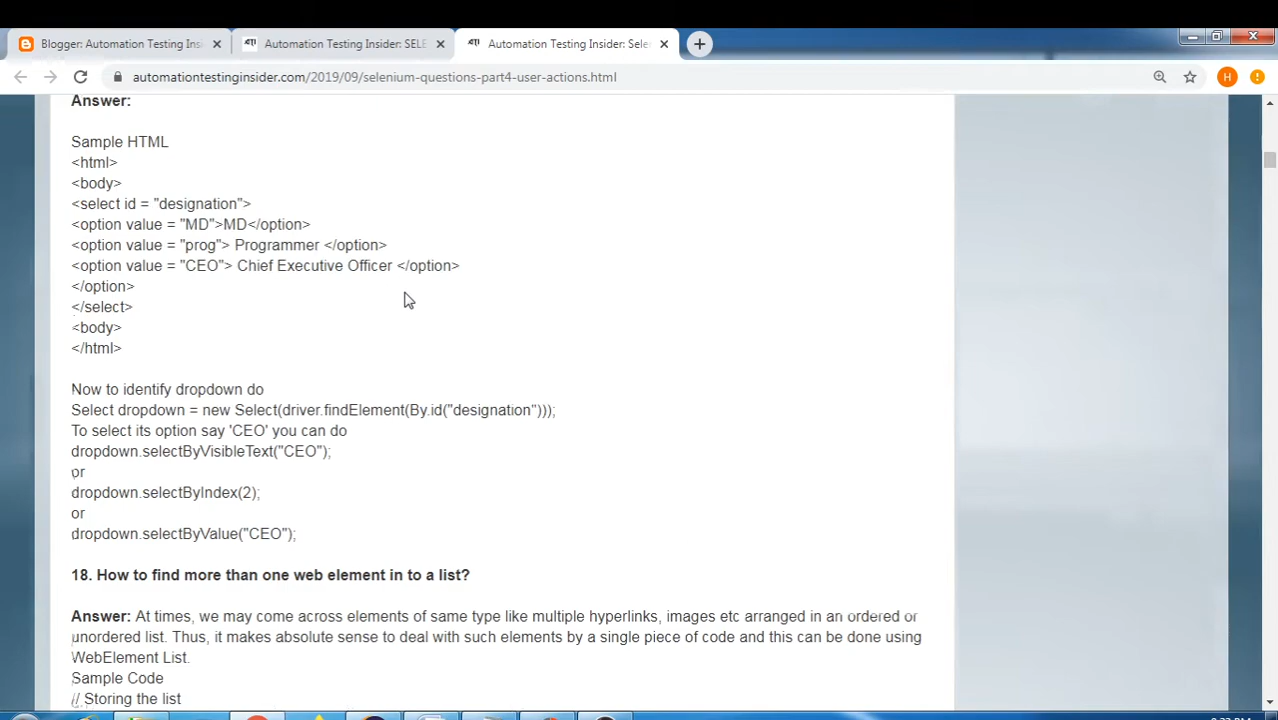 Blogger: Automation Testing Insi
Automation Testing Insider: SELE
Automation Testing Insider: Sele
automationtestinginsider.com/2019/09/selenium-questions-part4-user-actions.html
H
Answer:
Sample HTML
<html>
<body>
<select id = "designation">
<option value = "MD">MD</option>
<option value = "prog"> Programmer </option>
<option value = "CEO"> Chief Executive Officer </option>
</option>
</select>
<body>
</html>
Now to identify dropdown do
Select dropdown = new Select(driver.findElement(By.id("designation")));
To select its option say 'CEO' you can do
dropdown.selectByVisibleText("CEO");
or
dropdown.selectByIndex(2);
or
dropdown.selectByValue("CEO");
18. How to find more than one web element in to a list?
Answer: At times, we may come across elements of same type like multiple hyperlinks, images etc arranged in an ordered or
unordered list. Thus, it makes absolute sense to deal with such elements by a single piece of code and this can be done using
WebElement List.
Sample Code
// Storing the list